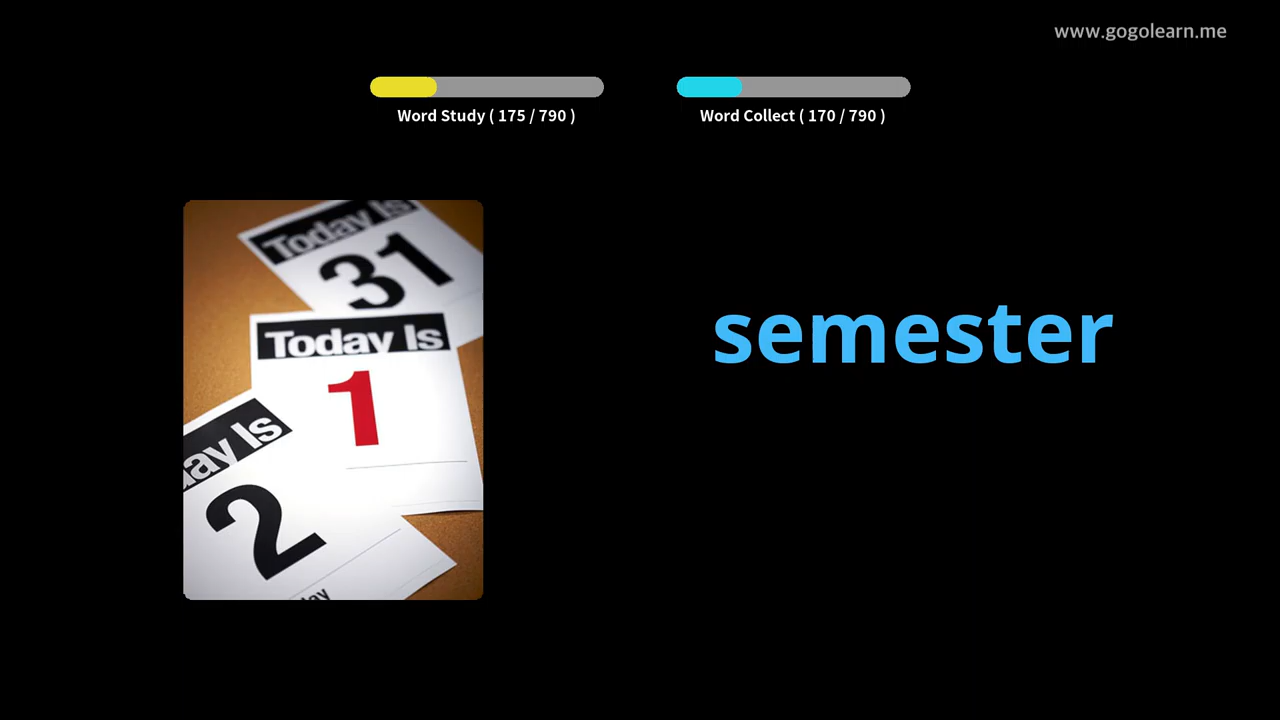 www.gogolearn.me
Word Study ( 175 / 790 )
Word Collect ( 170 / 790 )
Today Is
31
Today Is
1
semester
ay Is
2
ay